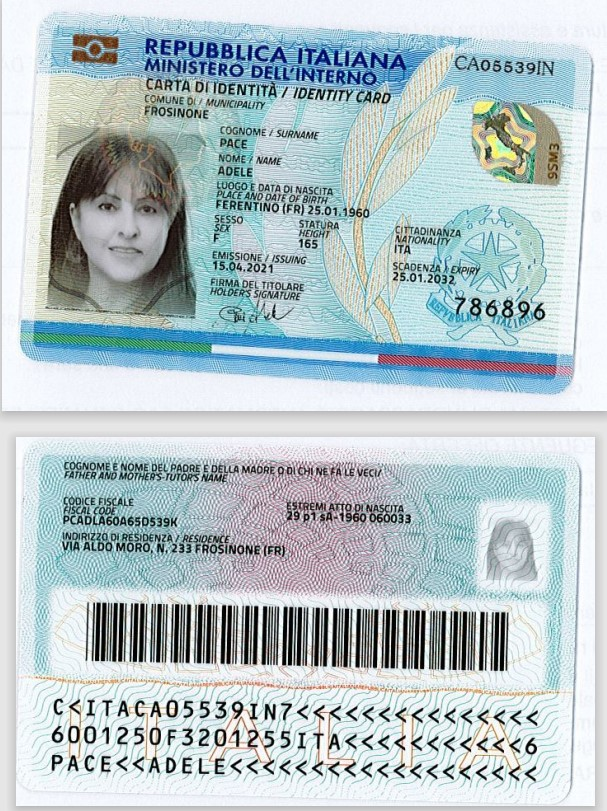 REPUBBLICA ITALIANA
MINISTERO DELL'INTERNO
CA05539IN
CARTA DI IDENTITÀ / IDENTITY CARD
COMUNE DI / MUNICIPALITY
FROSINONE
COGNOME / SURNAME
PACE
NOME / NAME
ADELE
LUOGO E DATA DI NASCITA
PLACE AND DATE OF BIRTH
FERENTINO (FR) 25.01.1960
SESSO
SEX
F
STATURA
HEIGHT
165
CITTADINANZA
NATIONALITY
ITA
EMISSIONE / ISSUING
15.04.2021
SCADENZA / EXPIRY
25.01.2032
FIRMA DEL TITOLARE
HOLDER'S SIGNATURE
786896
9SM3
COGNOME E NOME DEL PADRE E DELLA MADRE O DI CHI NE FA LE VECI/
FATHER AND MOTHER'S-TUTOR'S NAME
CODICE FISCALE
FISCAL CODE
PCADLA60A65D539K
ESTREMI ATTO DI NASCITA
29 p1 sA-1960 060033
INDIRIZZO DI RESIDENZA / RESIDENCE
VIA ALDO MORO, N. 233 FROSINONE (FR)
C<ITACA05539IN7<<<<<<<<<<<<<<<
6001250F3201255ITA<<<<<<<<<<<6
PACE<<ADELE<<<<<<<<<<<<<<<<<<<
ITALIA